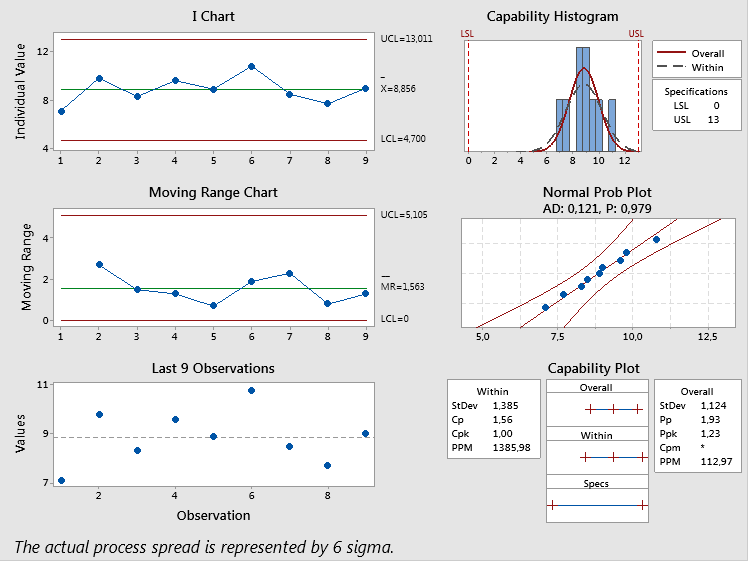 I Chart
Individual Value
12
8
4
UCL=13,011
X=8,856
LCL=4,700
1 2 3 4 5 6 7 8 9
Capability Histogram
LSL USL
0 2 4 6 8 10 12
Overall
Within
Specifications
LSL 0
USL 13
Moving Range Chart
Moving Range
4
2
0
UCL=5,105
MR=1,563
LCL=0
1 2 3 4 5 6 7 8 9
Normal Prob Plot
AD: 0,121, P: 0,979
5,0 7,5 10,0 12,5
Last 9 Observations
Values
11
9
7
2 4 6 8
Observation
Capability Plot
Within
StDev 1,385
Cp 1,56
Cpk 1,00
PPM 1385,98
Overall
Within
Specs
Overall
StDev 1,124
Pp 1,93
Ppk 1,23
Cpm *
PPM 112,97
The actual process spread is represented by 6 sigma.